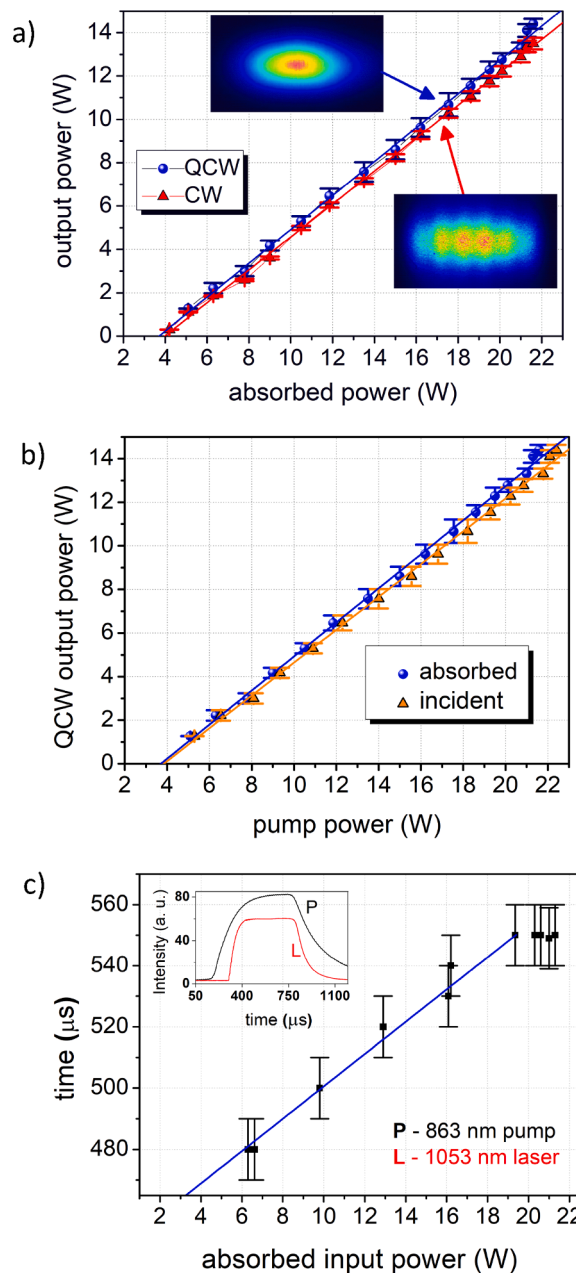 a)
14
12
10
8
6
4
2
0
output power (W)
QCW
CW
2 4 6 8 10 12 14 16 18 20 22
absorbed power (W)
b)
14
12
10
8
6
4
2
0
QCW output power (W)
absorbed
incident
2 4 6 8 10 12 14 16 18 20 22
pump power (W)
c)
560
540
520
500
480
time (μs)
80
40
0
Intensity (a. u.)
P
L
50 400 750 1100
time (μs)
P - 863 nm pump
L - 1053 nm laser
2 4 6 8 10 12 14 16 18 20 22
absorbed input power (W)